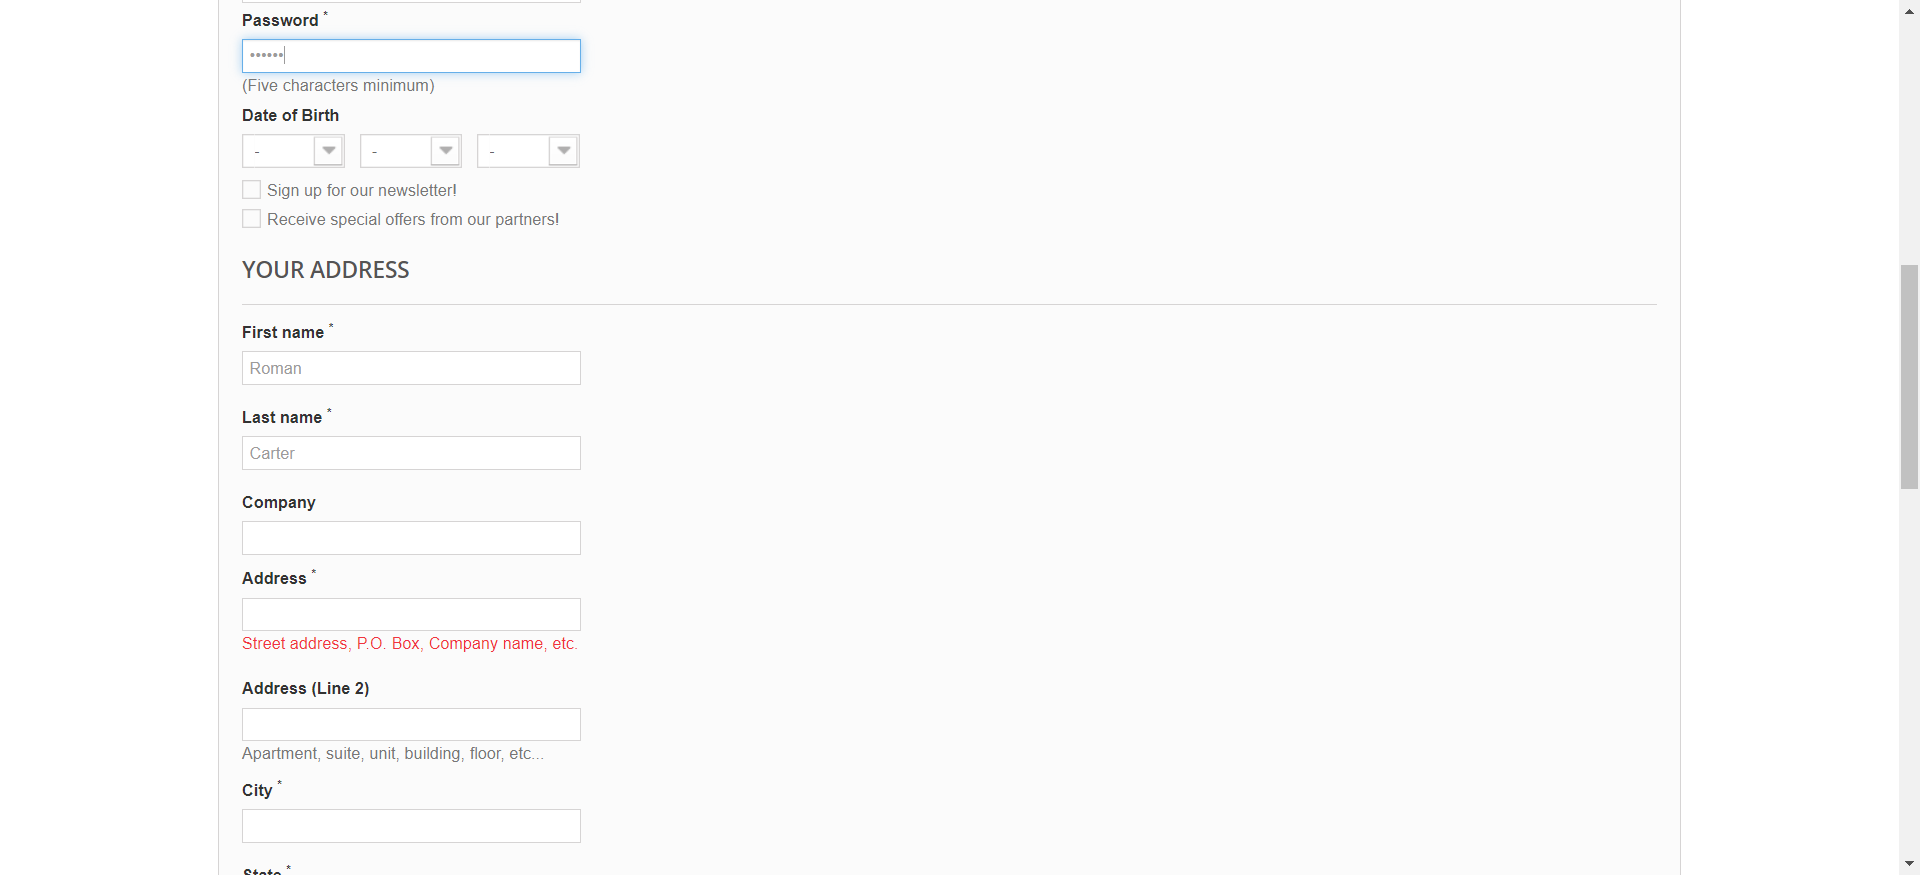 Password *
••••••
(Five characters minimum)
Date of Birth
- - -
Sign up for our newsletter!
Receive special offers from our partners!
YOUR ADDRESS
First name *
Roman
Last name *
Carter
Company
Address *
Street address, P.O. Box, Company name, etc.
Address (Line 2)
Apartment, suite, unit, building, floor, etc...
City *
State *